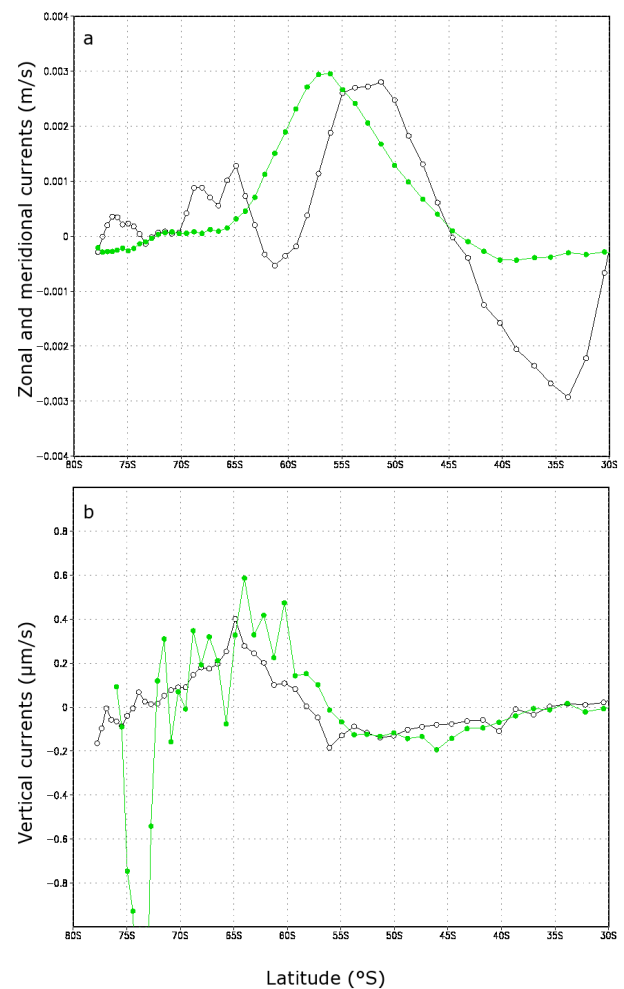 a
Zonal and meridional currents (m/s)
0.004
0.003
0.002
0.001
0
−0.001
−0.002
−0.003
−0.004
80S 75S 70S 65S 60S 55S 50S 45S 40S 35S 30S
b
Vertical currents (µm/s)
0.8
0.6
0.4
0.2
0
−0.2
−0.4
−0.6
−0.8
80S 75S 70S 65S 60S 55S 50S 45S 40S 35S 30S
Latitude (°S)